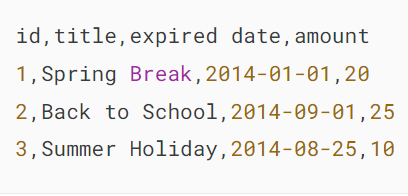 id,title,expired date,amount
1,Spring Break,2014-01-01,20
2,Back to School,2014-09-01,25
3,Summer Holiday,2014-08-25,10